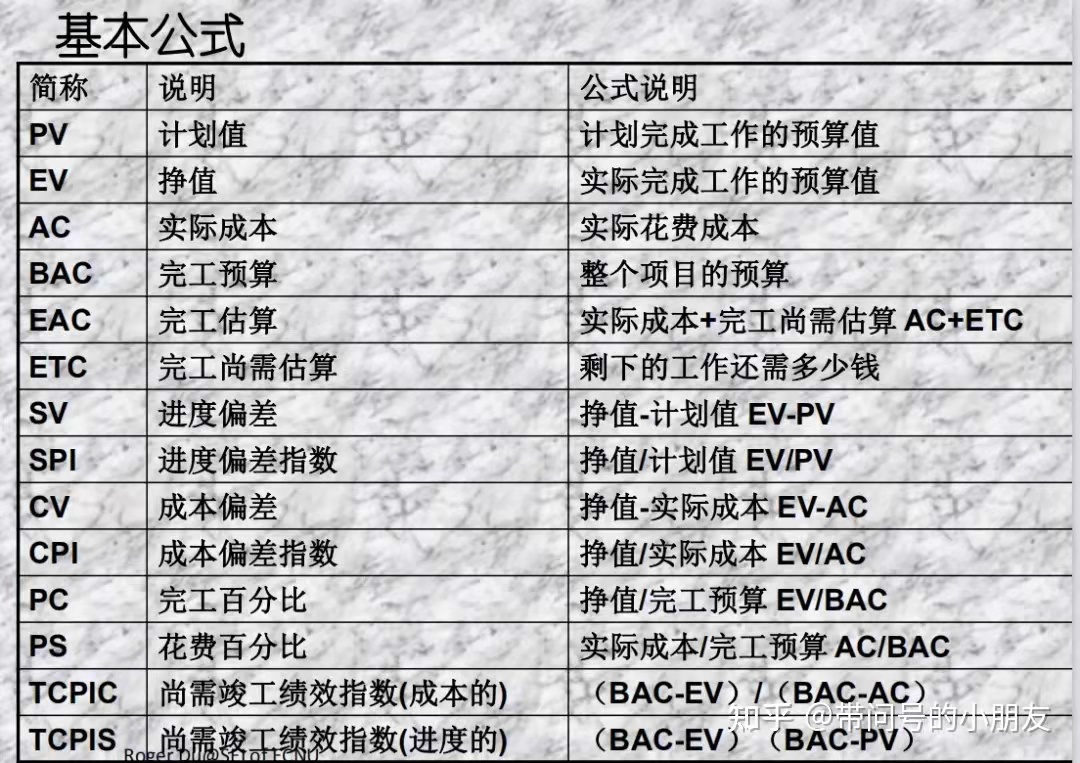 基本公式
简称 说明 公式说明
PV 计划值 计划完成工作的预算值
EV 挣值 实际完成工作的预算值
AC 实际成本 实际花费成本
BAC 完工预算 整个项目的预算
EAC 完工估算 实际成本+完工尚需估算 AC+ETC
ETC 完工尚需估算 剩下的工作还需多少钱
SV 进度偏差 挣值-计划值 EV-PV
SPI 进度偏差指数 挣值/计划值 EV/PV
CV 成本偏差 挣值-实际成本 EV-AC
CPI 成本偏差指数 挣值/实际成本 EV/AC
PC 完工百分比 挣值/完工预算 EV/BAC
PS 花费百分比 实际成本/完工预算 AC/BAC
TCPIC 尚需竣工绩效指数(成本的) （BAC-EV）/（BAC-AC）
知乎 @带问号的小朋友
TCPIS 尚需竣工绩效指数(进度的) （BAC-EV）（BAC-PV）
Roger Du@SEI of ECNU